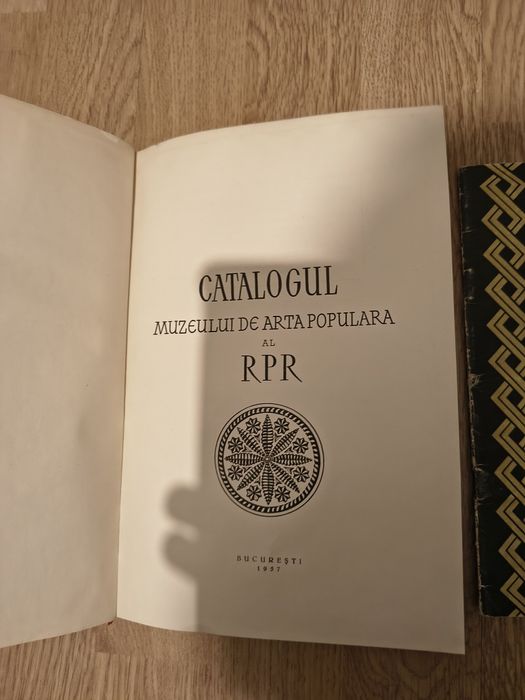 CATALOGUL
MUZEULUI DE ARTA POPULARA
AL
RPR
BUCUREȘTI
1957